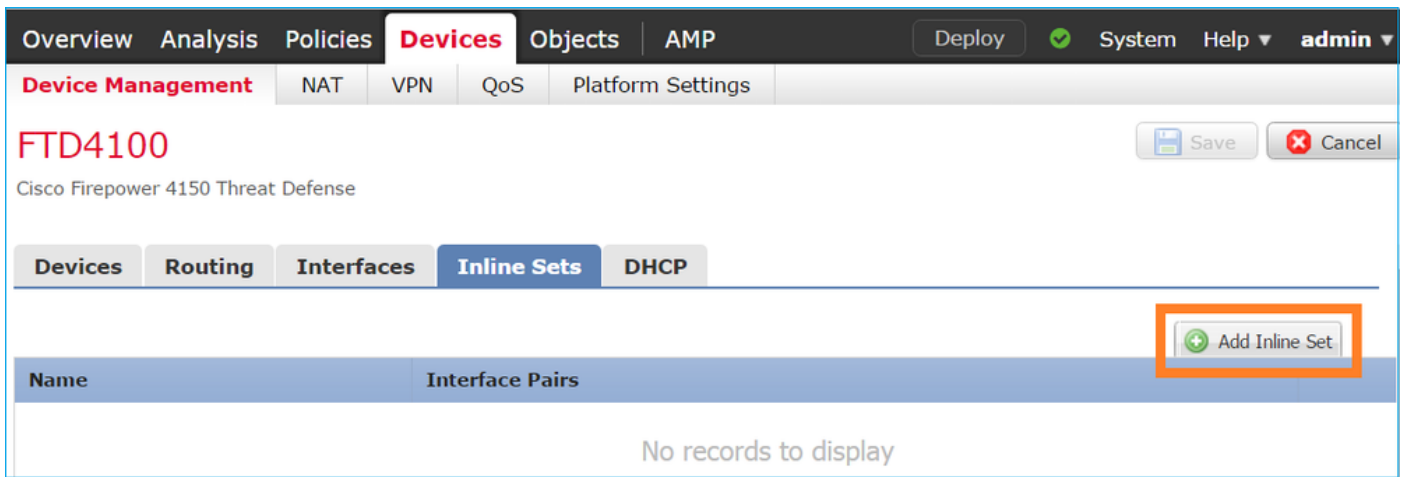 Overview Analysis Policies Devices Objects AMP Deploy System Help admin
Device Management NAT VPN QoS Platform Settings
FTD4100
Save Cancel
Cisco Firepower 4150 Threat Defense
Devices Routing Interfaces Inline Sets DHCP
Add Inline Set
Name Interface Pairs
No records to display